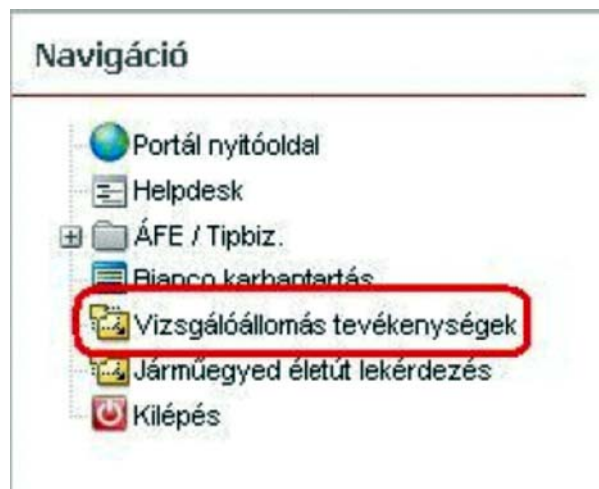 Navigáció
Portál nyitóoldal
Helpdesk
ÁFE / Tipbiz.
Bianco karbantartás
Vizsgálóállomás tevékenységek
Járműegyed életút lekérdezés
Kilépés